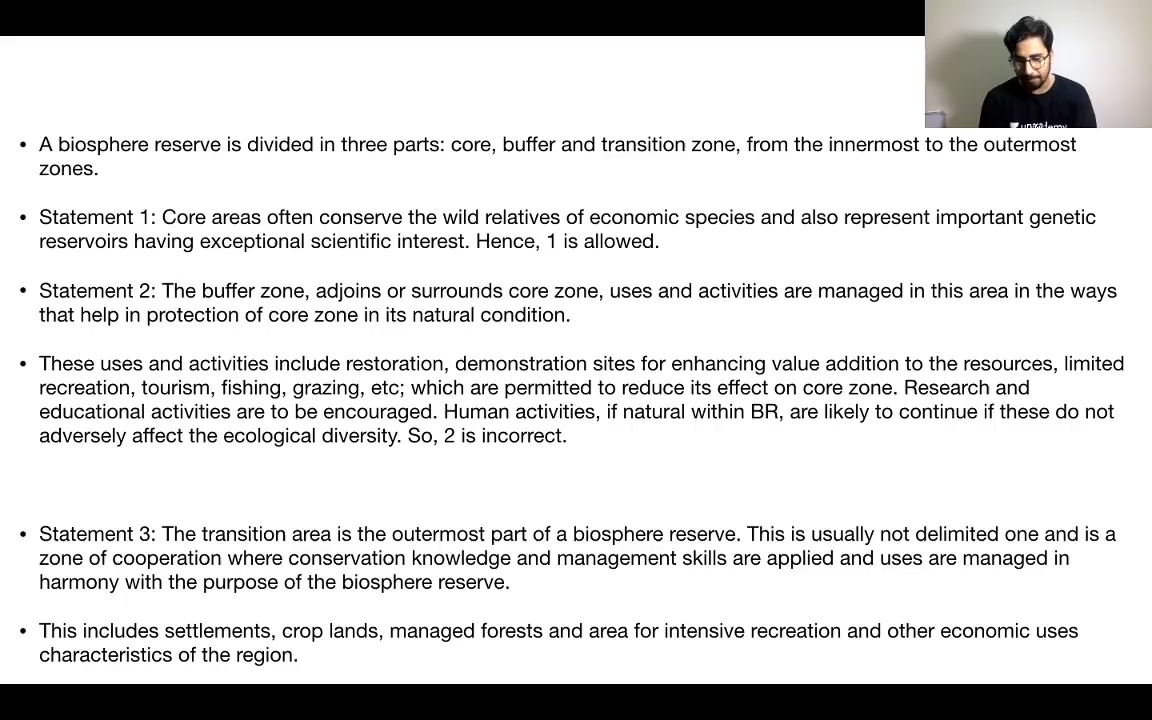 unacademy
• A biosphere reserve is divided in three parts: core, buffer and transition zone, from the innermost to the outermost
zones.
• Statement 1: Core areas often conserve the wild relatives of economic species and also represent important genetic
reservoirs having exceptional scientific interest. Hence, 1 is allowed.
• Statement 2: The buffer zone, adjoins or surrounds core zone, uses and activities are managed in this area in the ways
that help in protection of core zone in its natural condition.
• These uses and activities include restoration, demonstration sites for enhancing value addition to the resources, limited
recreation, tourism, fishing, grazing, etc; which are permitted to reduce its effect on core zone. Research and
educational activities are to be encouraged. Human activities, if natural within BR, are likely to continue if these do not
adversely affect the ecological diversity. So, 2 is incorrect.
• Statement 3: The transition area is the outermost part of a biosphere reserve. This is usually not delimited one and is a
zone of cooperation where conservation knowledge and management skills are applied and uses are managed in
harmony with the purpose of the biosphere reserve.
• This includes settlements, crop lands, managed forests and area for intensive recreation and other economic uses
characteristics of the region.